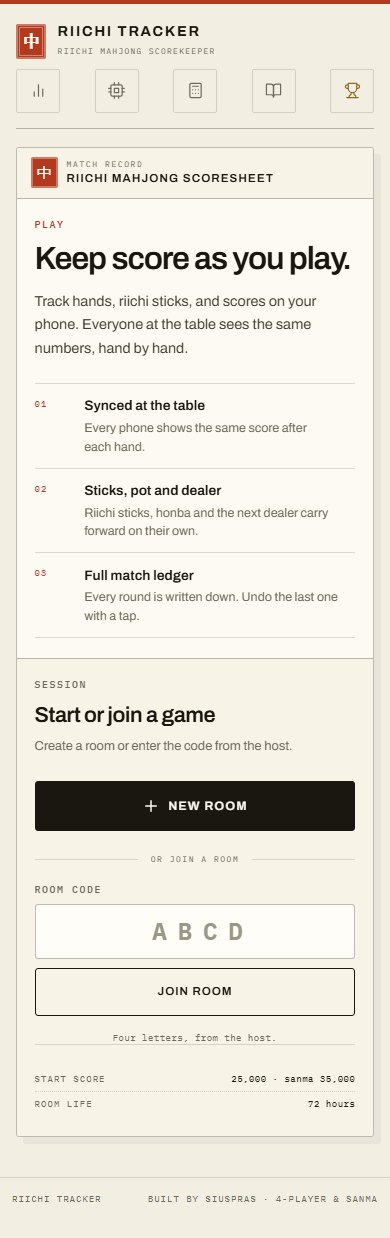 中
RIICHI TRACKER
RIICHI MAHJONG SCOREKEEPER
中
MATCH RECORD
RIICHI MAHJONG SCORESHEET
PLAY
Keep score as you play.
Track hands, riichi sticks, and scores on your
phone. Everyone at the table sees the same
numbers, hand by hand.
01
Synced at the table
Every phone shows the same score after
each hand.
02
Sticks, pot and dealer
Riichi sticks, honba and the next dealer carry
forward on their own.
03
Full match ledger
Every round is written down. Undo the last one
with a tap.
SESSION
Start or join a game
Create a room or enter the code from the host.
NEW ROOM
OR JOIN A ROOM
ROOM CODE
ABCD
JOIN ROOM
Four letters, from the host.
START SCORE 25,000 · sanma 35,000
ROOM LIFE 72 hours
RIICHI TRACKER BUILT BY SIUSPRAS · 4-PLAYER & SANMA